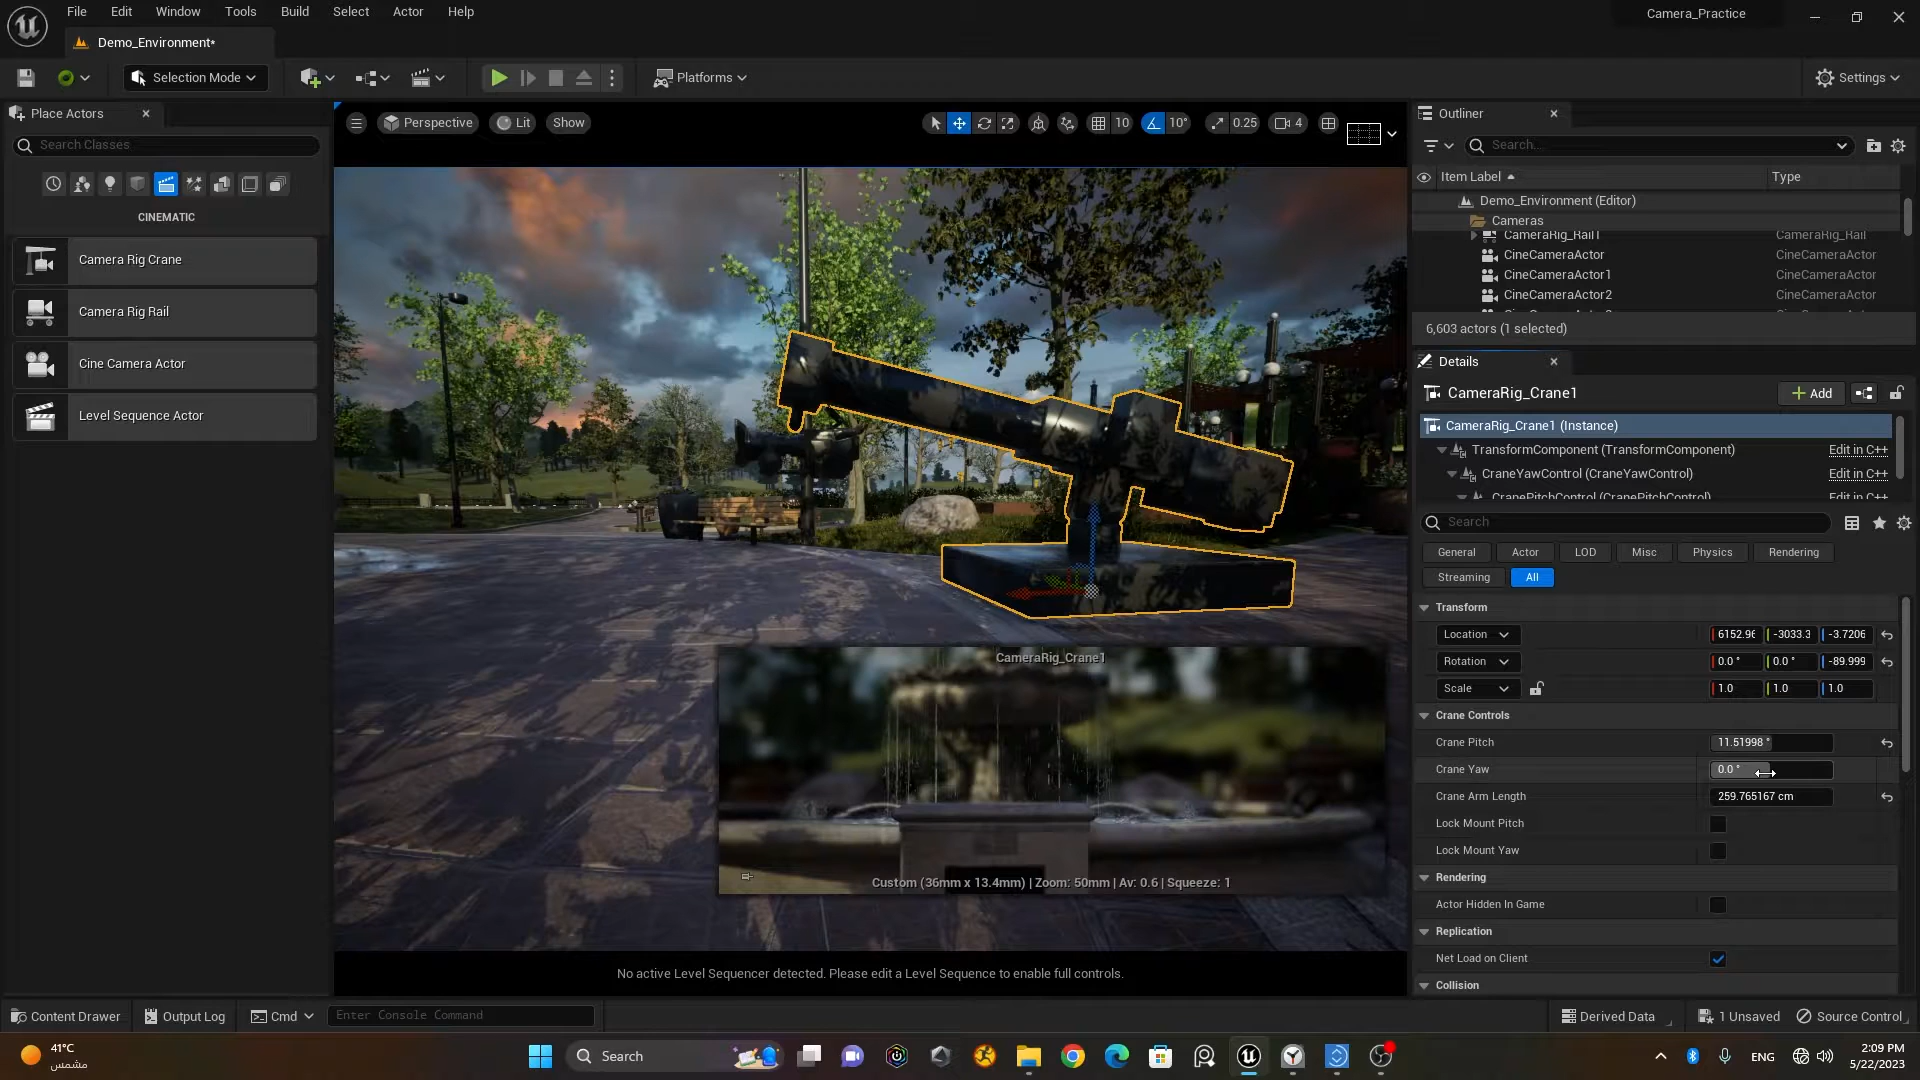 File Edit Window Tools Build Select Actor Help
Camera_Practice
Demo_Environment*
Selection Mode
Platforms
Settings
Place Actors
Search Classes
CINEMATIC
Camera Rig Crane
Camera Rig Rail
Cine Camera Actor
Level Sequence Actor
Perspective Lit Show
10 10° 0.25 4
CameraRig_Crane1
Custom (36mm x 13.4mm) | Zoom: 50mm | Av: 0.6 | Squeeze: 1
No active Level Sequencer detected. Please edit a Level Sequence to enable full controls.
Outliner
Search...
Item Label Type
Demo_Environment (Editor)
Cameras
CameraRig_Rail1 CameraRig_Rail
CineCameraActor CineCameraActor
CineCameraActor1 CineCameraActor
CineCameraActor2 CineCameraActor
6,603 actors (1 selected)
Details
CameraRig_Crane1
Add
CameraRig_Crane1 (Instance)
TransformComponent (TransformComponent) Edit in C++
CraneYawControl (CraneYawControl) Edit in C++
CranePitchControl (CranePitchControl) Edit in C++
Search
General Actor LOD Misc Physics Rendering
Streaming All
Transform
Location 6152.96 -3033.3 -3.7206
Rotation 0.0 ° 0.0 ° -89.999
Scale 1.0 1.0 1.0
Crane Controls
Crane Pitch 11.51998 °
Crane Yaw 0.0 °
Crane Arm Length 259.765167 cm
Lock Mount Pitch
Lock Mount Yaw
Rendering
Actor Hidden In Game
Replication
Net Load on Client
Collision
Content Drawer Output Log Cmd Enter Console Command
Derived Data 1 Unsaved Source Control
41°C
مشمس
Search
ENG
2:09 PM
5/22/2023